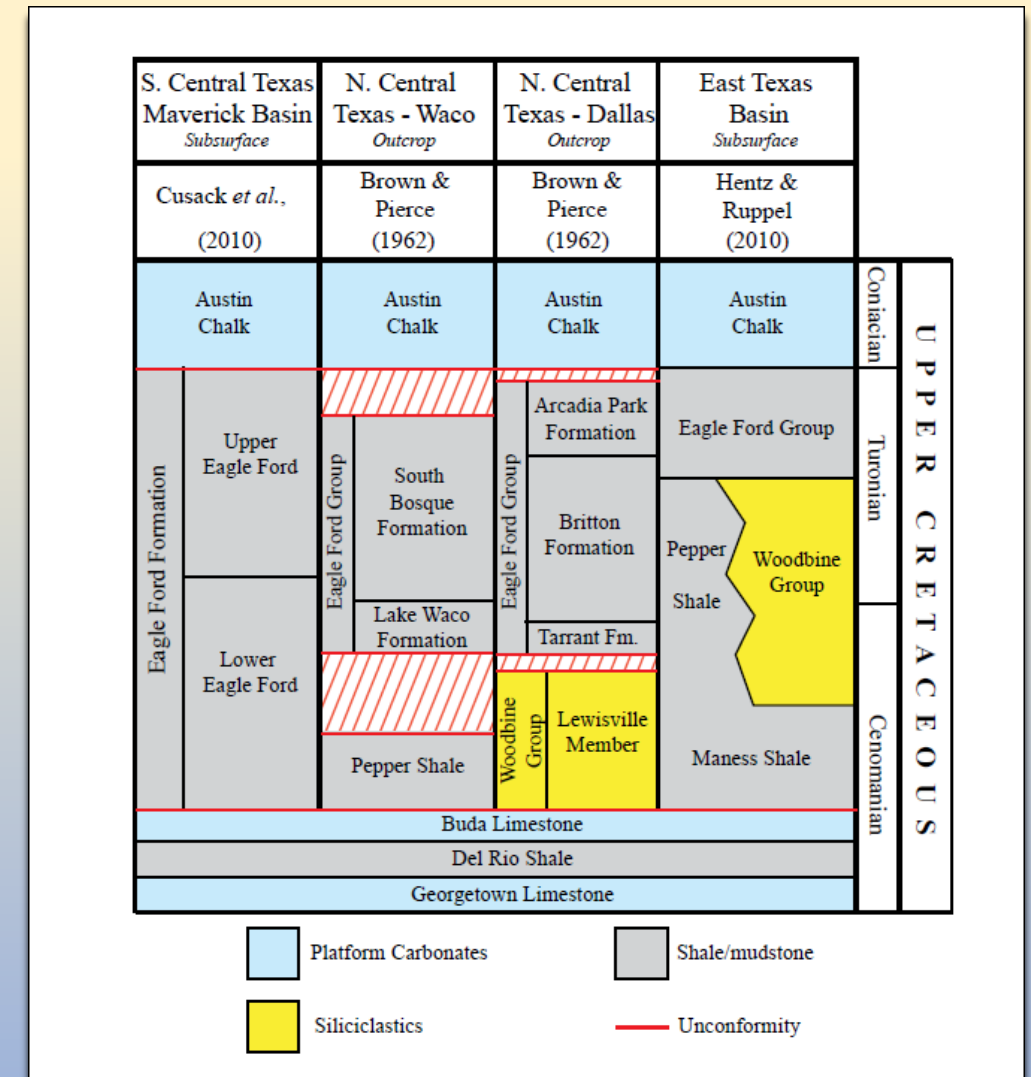 S. Central Texas
Maverick Basin
Subsurface
N. Central
Texas - Waco
Outcrop
N. Central
Texas - Dallas
Outcrop
East Texas
Basin
Subsurface
Cusack et al.,
(2010)
Brown &
Pierce
(1962)
Brown &
Pierce
(1962)
Hentz &
Ruppel
(2010)
Austin
Chalk
Austin
Chalk
Austin
Chalk
Austin
Chalk
Coniacian
UPPER CRETACEOUS
Eagle Ford Formation
Upper
Eagle Ford
Lower
Eagle Ford
Eagle Ford Group
South
Bosque
Formation
Lake Waco
Formation
Pepper Shale
Eagle Ford Group
Arcadia Park
Formation
Britton
Formation
Tarrant Fm.
Woodbine
Group
Lewisville
Member
Eagle Ford Group
Pepper
Shale
Woodbine
Group
Maness Shale
Turonian
Cenomanian
Buda Limestone
Del Rio Shale
Georgetown Limestone
Platform Carbonates
Shale/mudstone
Siliciclastics
Unconformity